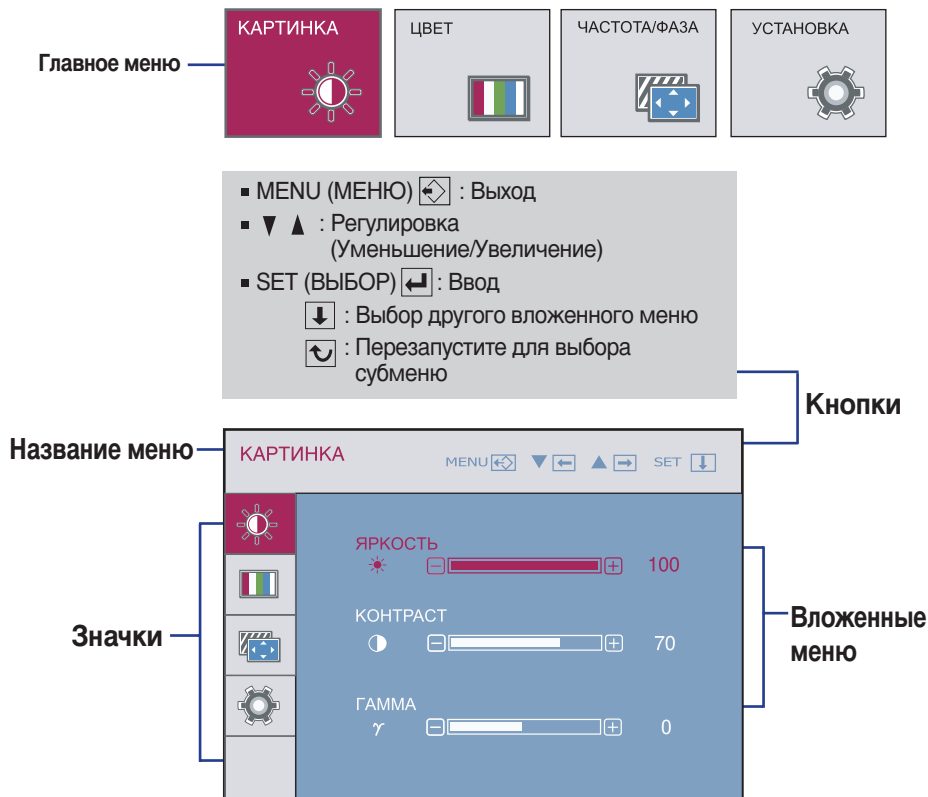 КАРТИНКА
ЦВЕТ
ЧАСТОТА/ФАЗА
УСТАНОВКА
Главное меню
MENU (МЕНЮ) : Выход
▼ ▲ : Регулировка
(Уменьшение/Увеличение)
SET (ВЫБОР) : Ввод
: Выбор другого вложенного меню
: Перезапустите для выбора
субменю
Кнопки
Название меню
КАРТИНКА
MENU ▼ ▲ SET
ЯРКОСТЬ
100
КОНТРАСТ
70
ГАММА
γ 0
Значки
Вложенные
меню